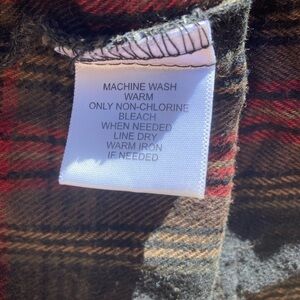 MACHINE WASH
WARM
ONLY NON-CHLORINE
BLEACH
WHEN NEEDED
LINE DRY
WARM IRON
IF NEEDED